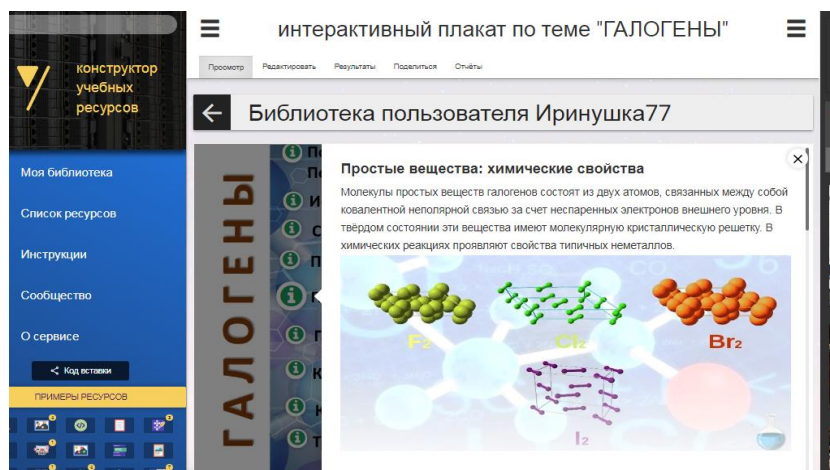 интерактивный плакат по теме "ГАЛОГЕНЫ"
Просмотр Редактировать Результаты Поделиться Отчёты
конструктор
учебных
ресурсов
Библиотека пользователя Иринушка77
Моя библиотека
Список ресурсов
Инструкции
Сообщество
О сервисе
Код вставки
ПРИМЕРЫ РЕСУРСОВ
ГАЛОГЕНЫ
Простые вещества: химические свойства
Молекулы простых веществ галогенов состоят из двух атомов, связанных между собой
ковалентной неполярной связью за счет неспаренных электронов внешнего уровня. В
твёрдом состоянии эти вещества имеют молекулярную кристаллическую решетку. В
химических реакциях проявляют свойства типичных неметаллов.
F2 Cl2 Br2
I2